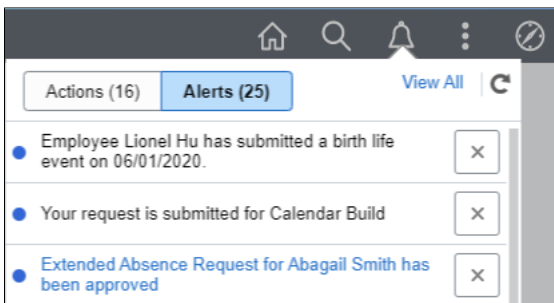 Actions (16)
Alerts (25)
View All
Employee Lionel Hu has submitted a birth life
event on 06/01/2020.
Your request is submitted for Calendar Build
Extended Absence Request for Abagail Smith has
been approved